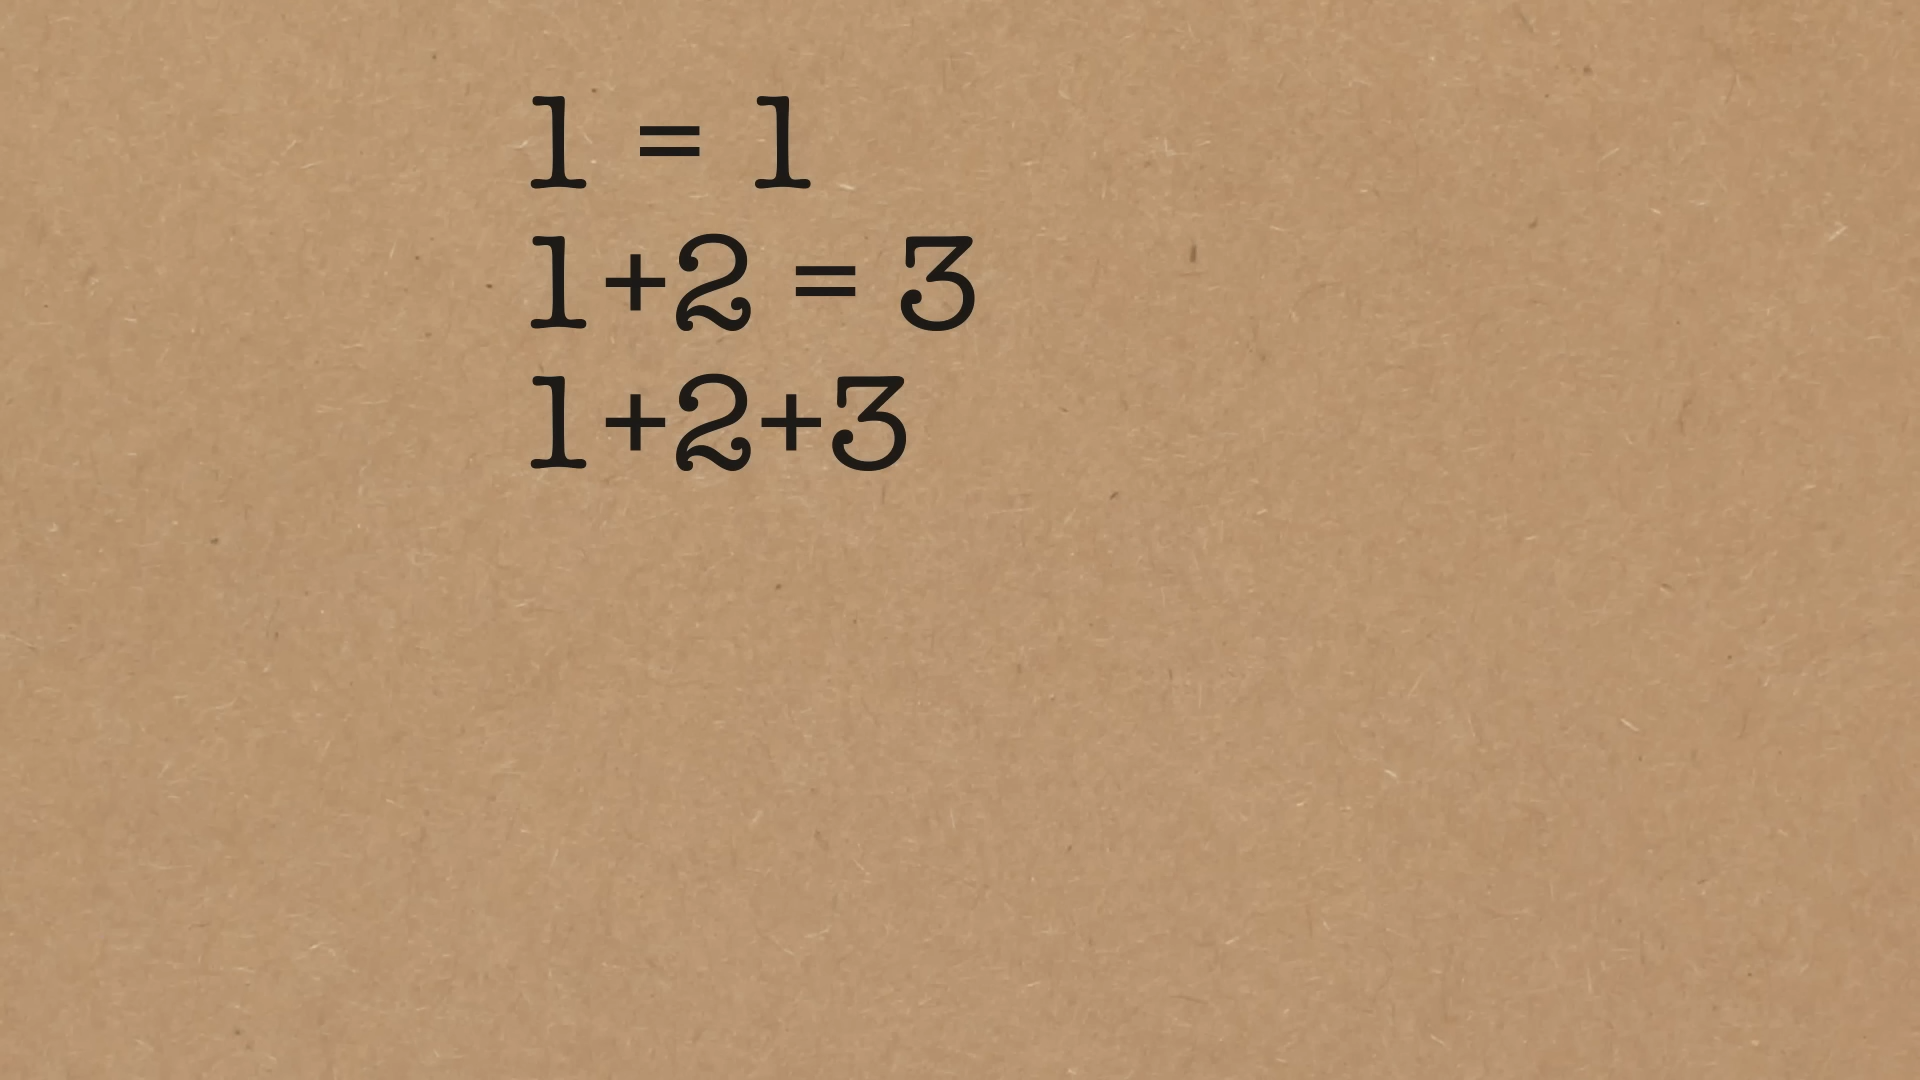 1 = 1
1+2 = 3
1+2+3